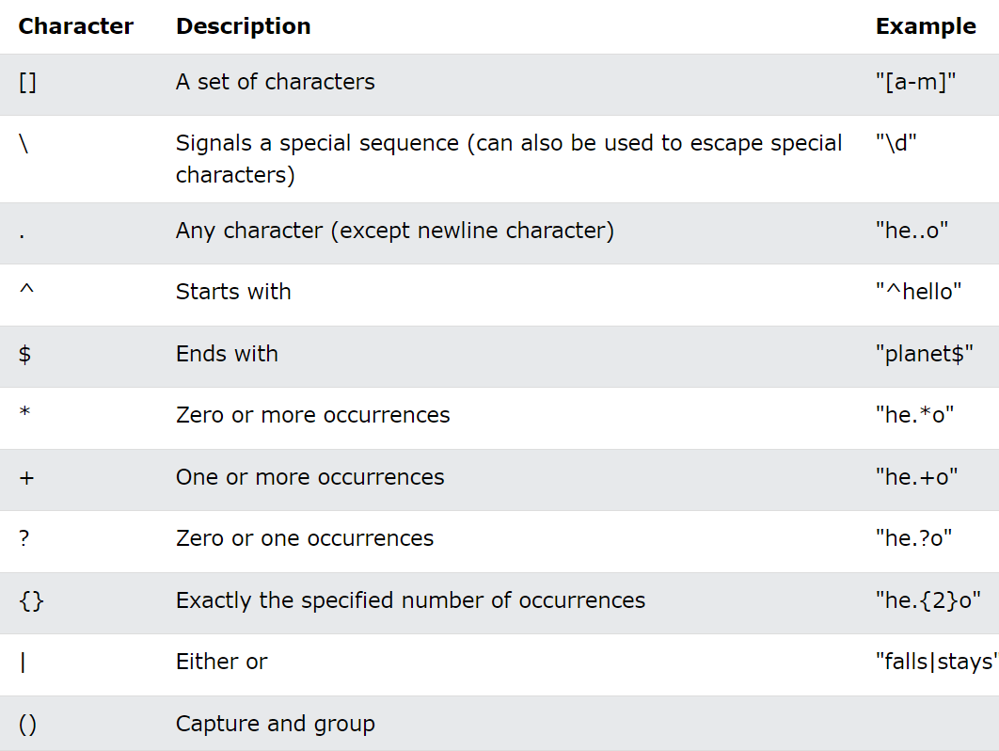 Character Description Example
[] A set of characters "[a-m]"
\ Signals a special sequence (can also be used to escape special "\d"
characters)
. Any character (except newline character) "he..o"
^ Starts with "^hello"
$ Ends with "planet$"
* Zero or more occurrences "he.*o"
+ One or more occurrences "he.+o"
? Zero or one occurrences "he.?o"
{} Exactly the specified number of occurrences "he.{2}o"
| Either or "falls|stays"
() Capture and group